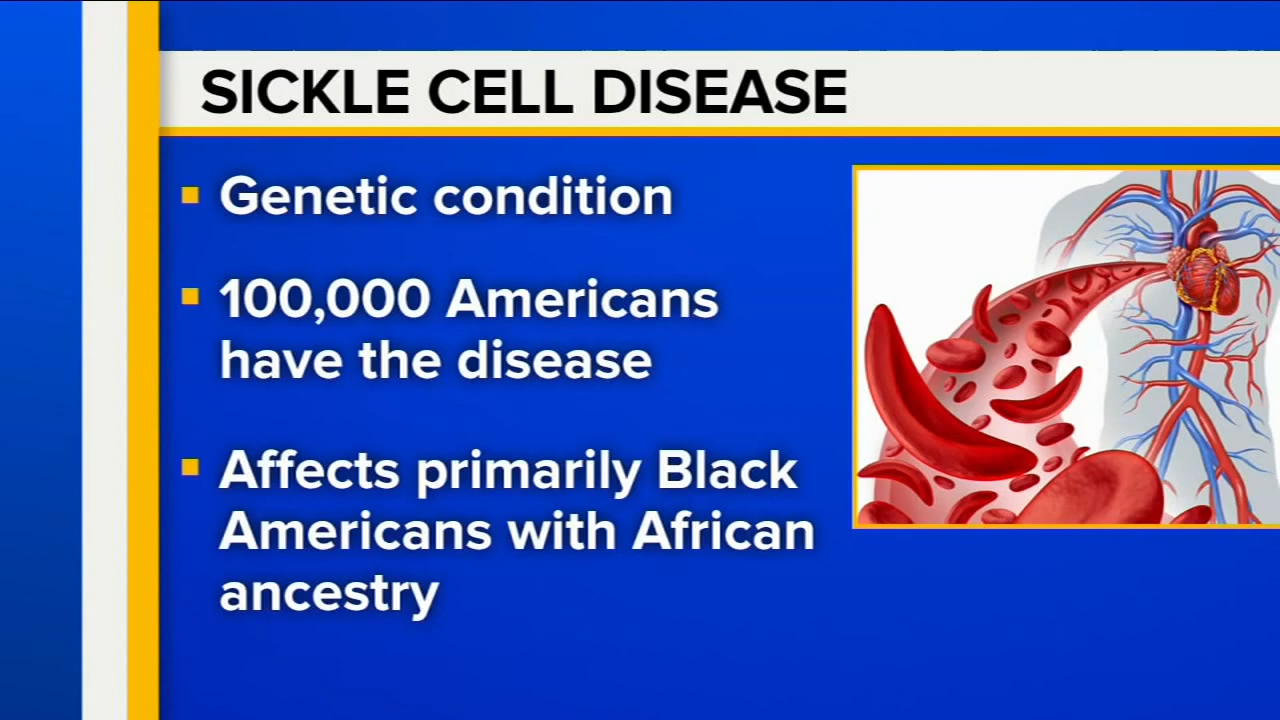 SICKLE CELL DISEASE
Genetic condition
100,000 Americans
have the disease
Affects primarily Black
Americans with African
ancestry